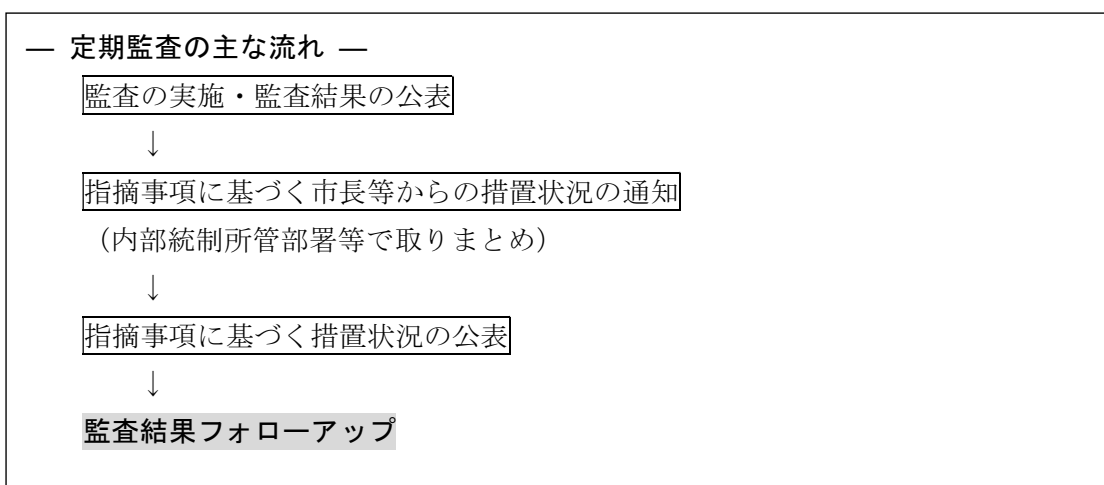 ― 定期監査の主な流れ ―
監査の実施・監査結果の公表
↓
指摘事項に基づく市長等からの措置状況の通知
（内部統制所管部署等で取りまとめ）
↓
指摘事項に基づく措置状況の公表
↓
監査結果フォローアップ